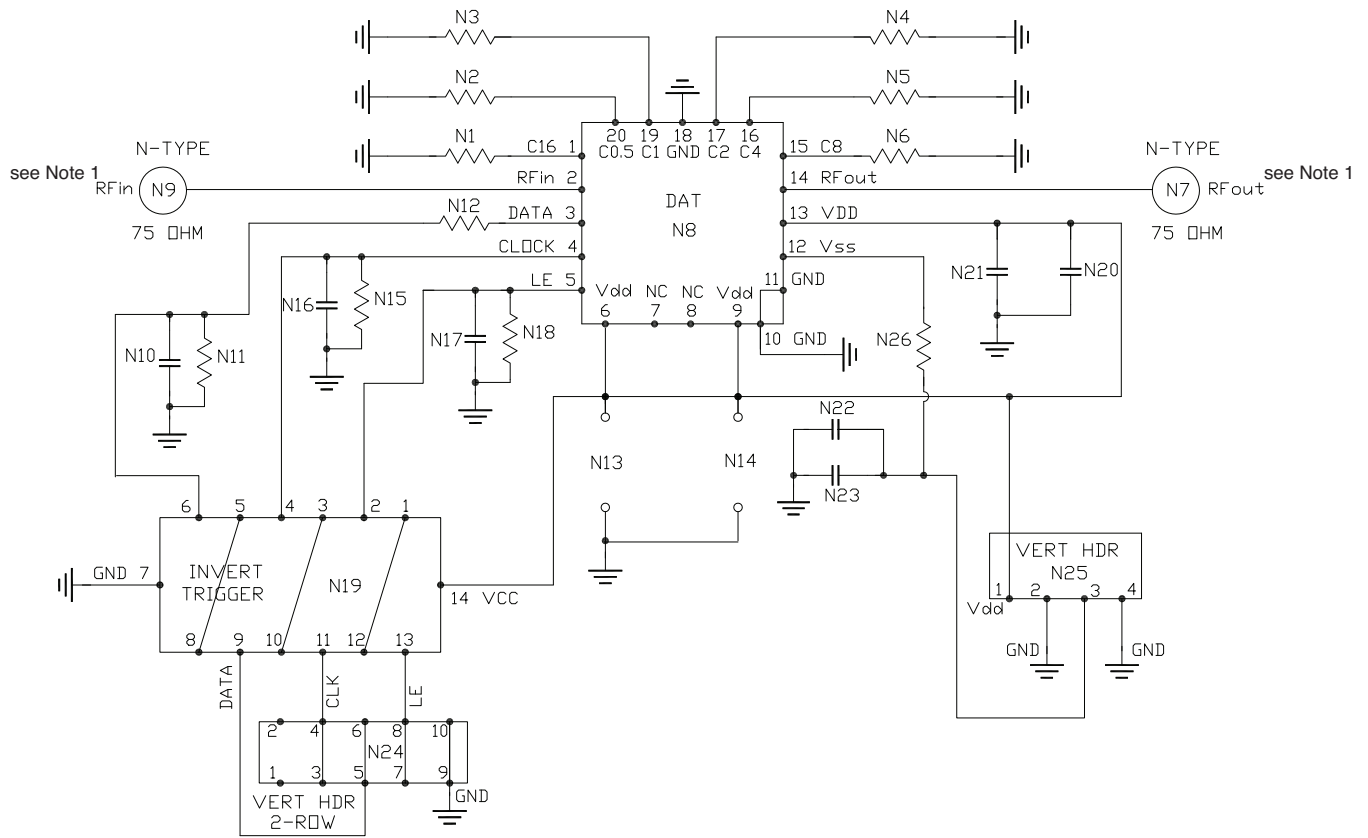 N3
N4
N2
N5
20 19 18 17 16
C0.5 C1 GND C2 C4
N1
C16 1
15 C8
N6
N-TYPE
N-TYPE
see Note 1
RFin
N9
RFin 2
14 RFout
N7
RFout
see Note 1
75 OHM
N12
DATA 3
DAT
N8
13 VDD
75 OHM
CLOCK 4
12 Vss
N16
N15
LE 5
11 GND
N21
N20
Vdd NC NC Vdd
6 7 8 9
10 GND
N10
N11
N17
N18
N26
N22
N13
N14
N23
6 5 4 3 2 1
GND 7
INVERT
TRIGGER
N19
14 VCC
VERT HDR
N25
1 2 3 4
Vdd
8 9 10 11 12 13
GND
GND
DATA
CLK
LE
2 4 6 8 10
N24
1 3 5 7 9
VERT HDR
2-ROW
GND